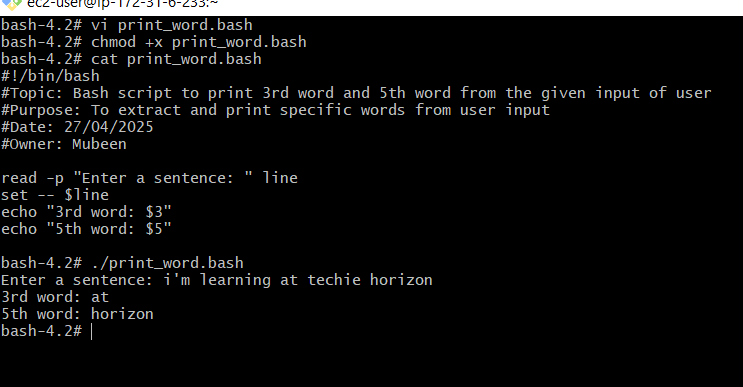 ec2-user@ip-172-31-6-233:~
bash-4.2# vi print_word.bash
bash-4.2# chmod +x print_word.bash
bash-4.2# cat print_word.bash
#!/bin/bash
#Topic: Bash script to print 3rd word and 5th word from the given input of user
#Purpose: To extract and print specific words from user input
#Date: 27/04/2025
#Owner: Mubeen
read -p "Enter a sentence: " line
set -- $line
echo "3rd word: $3"
echo "5th word: $5"
bash-4.2# ./print_word.bash
Enter a sentence: i'm learning at techie horizon
3rd word: at
5th word: horizon
bash-4.2#